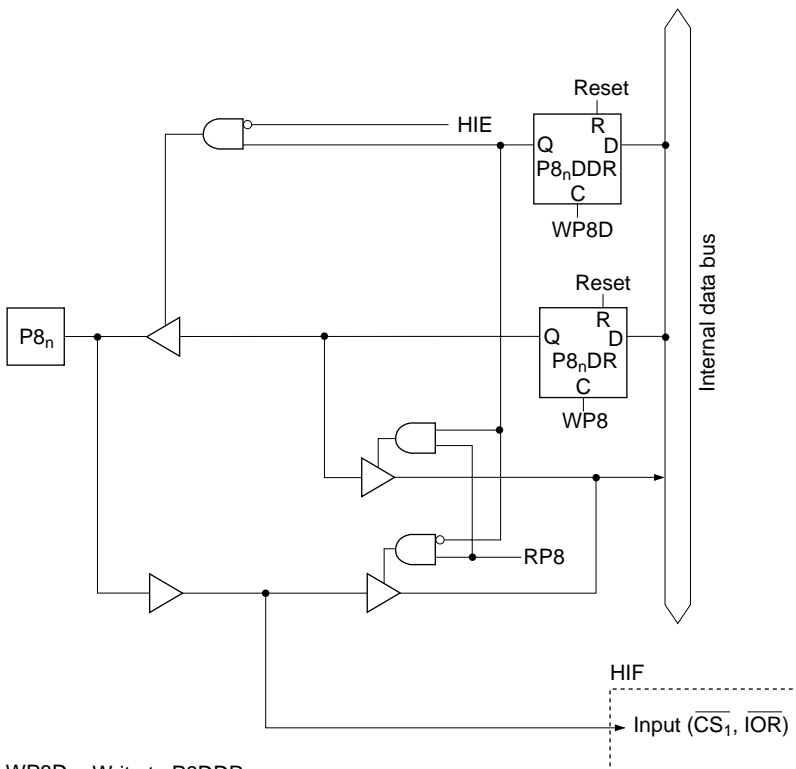 Reset
HIE
R
Q
D
P8nDDR
C
WP8D
Internal data bus
Reset
R
Q
D
P8n
P8nDR
C
WP8
RP8
HIF
Input (CS1, IOR)